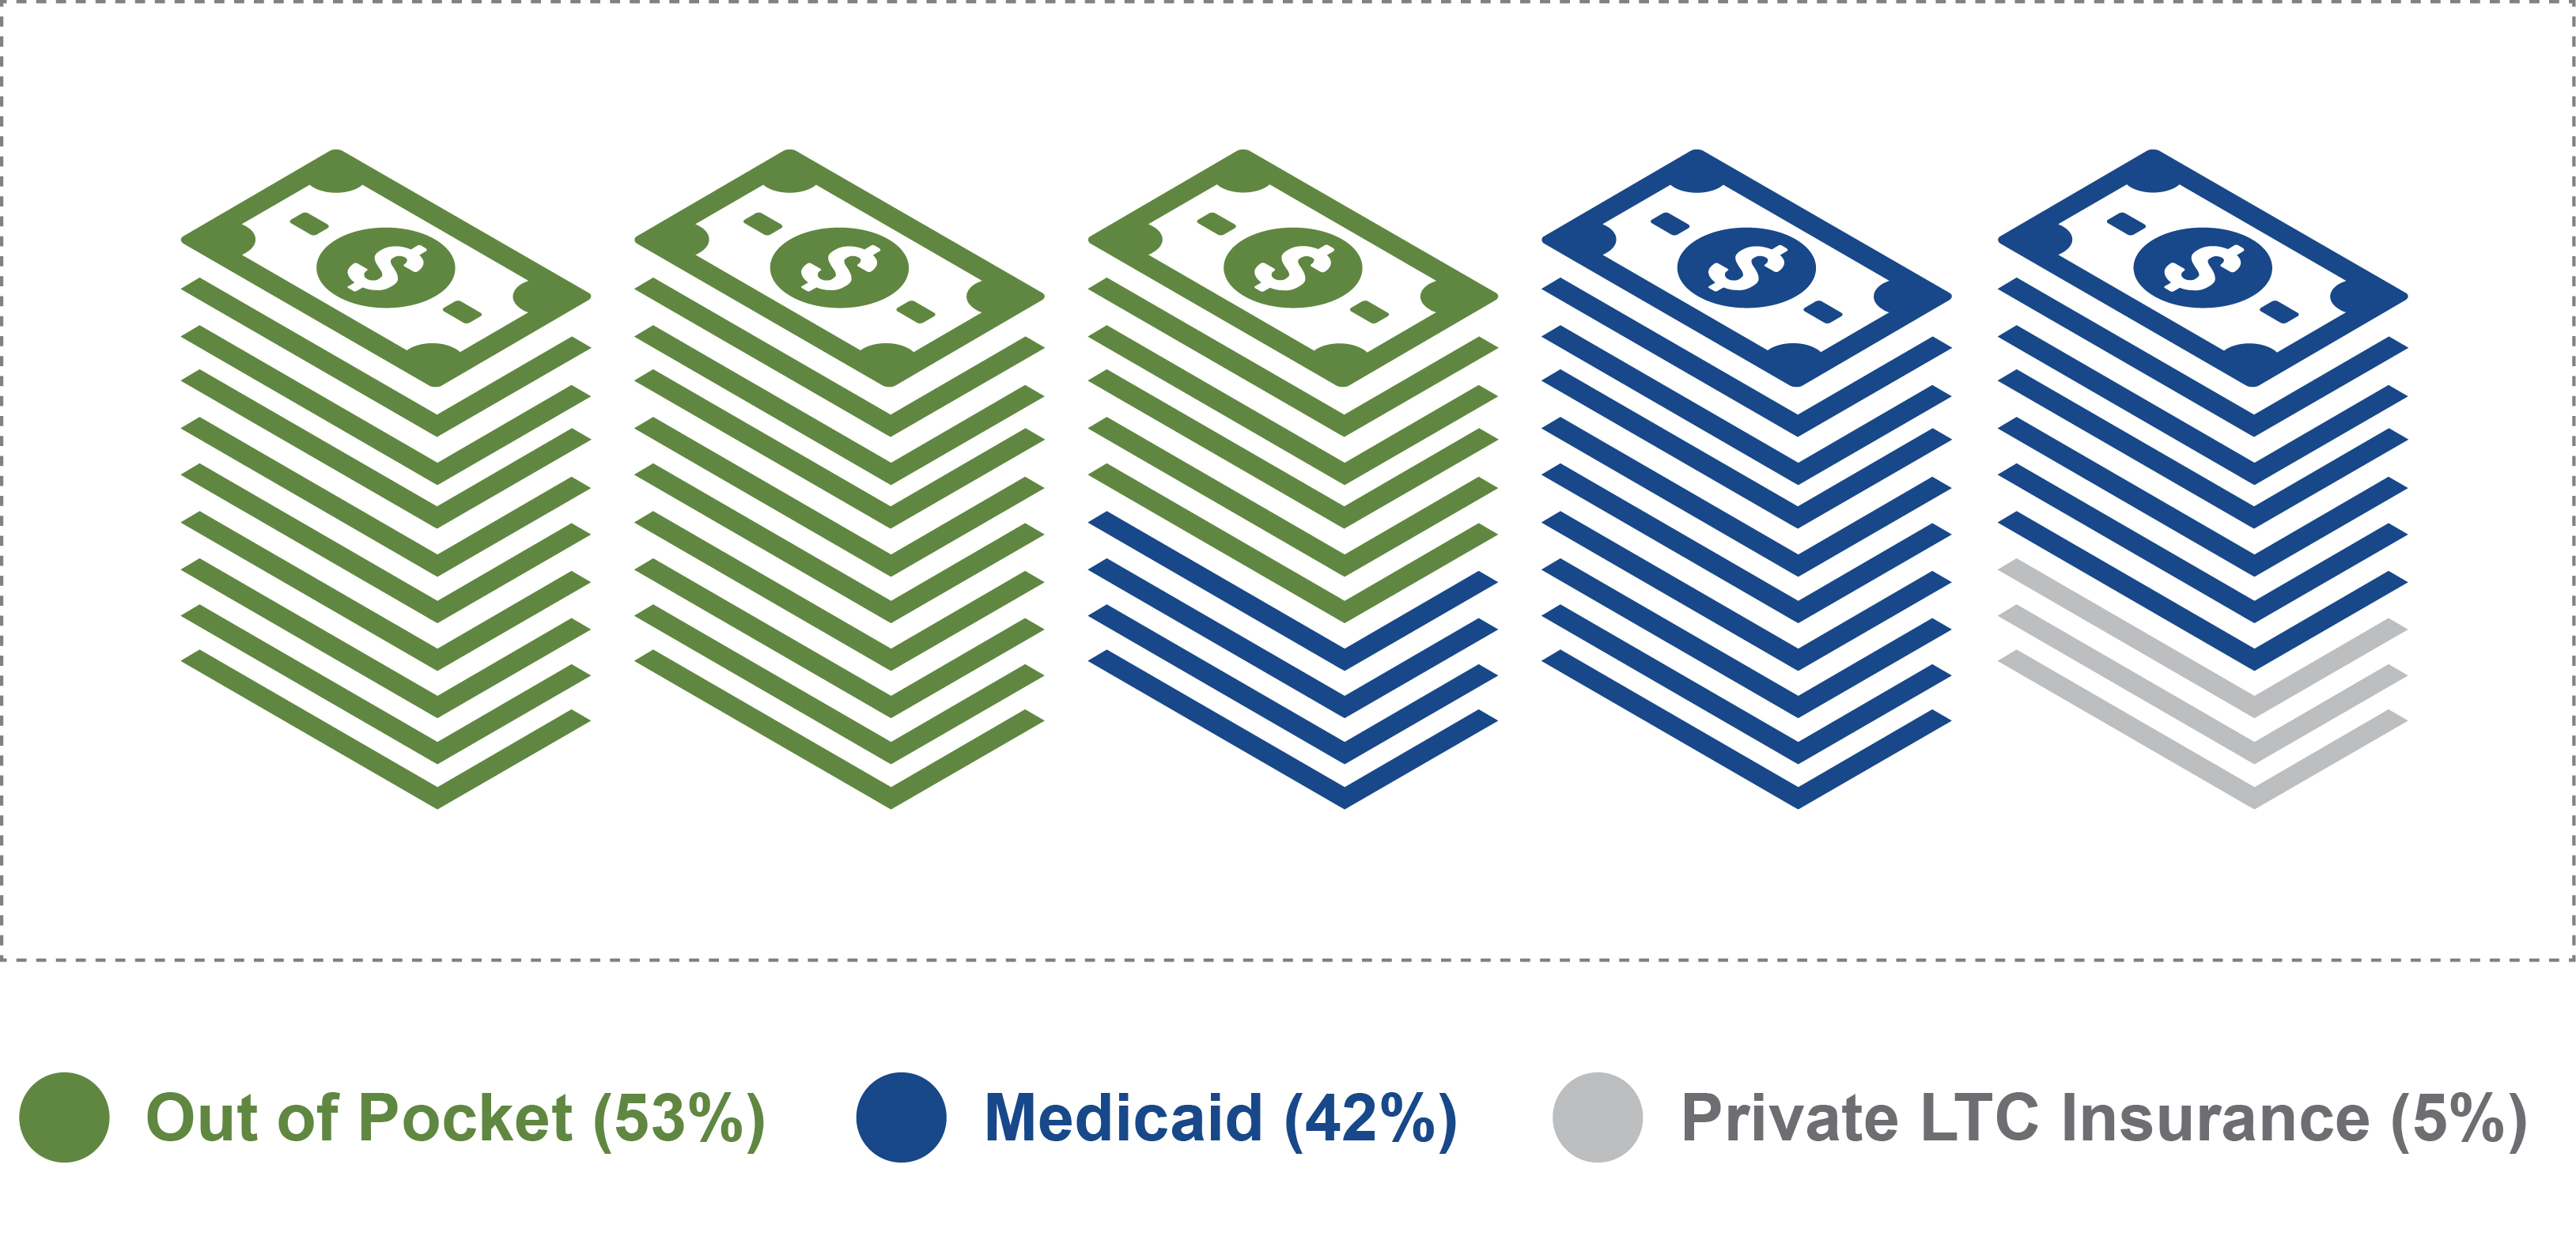 $ $ $ $ $
Out of Pocket (53%) Medicaid (42%) Private LTC Insurance (5%)